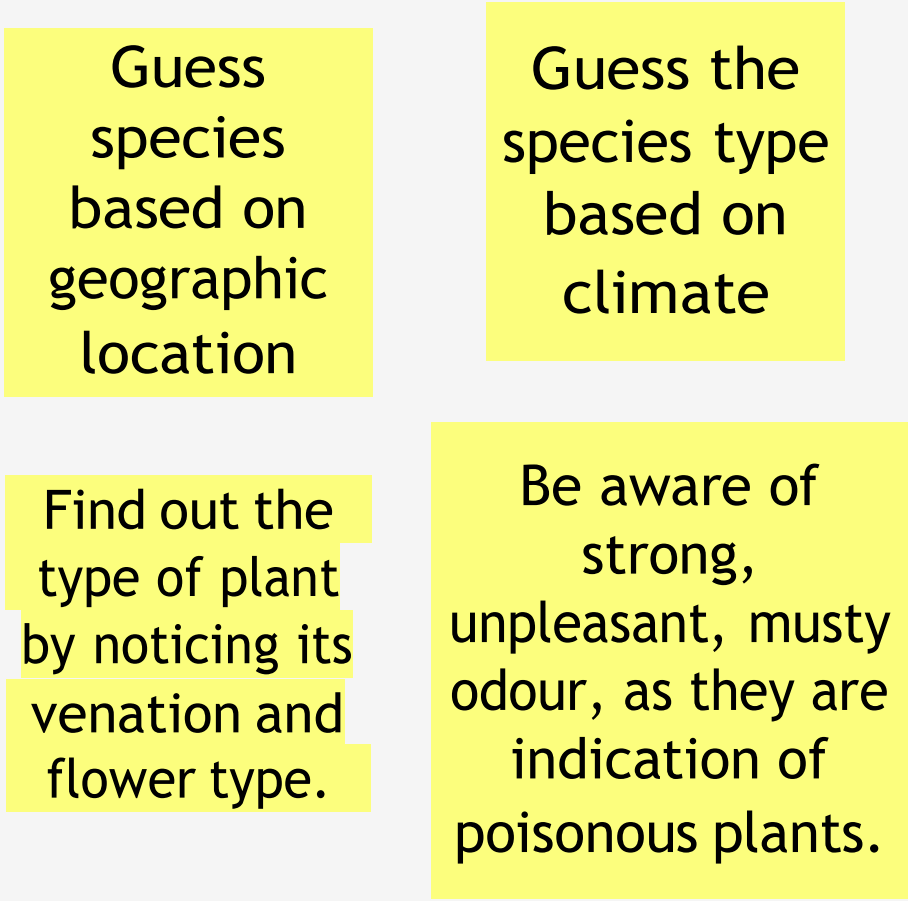 Guess
species
based on
geographic
location
Guess the
species type
based on
climate
Find out the
type of plant
by noticing its
venation and
flower type.
Be aware of
strong,
unpleasant, musty
odour, as they are
indication of
poisonous plants.